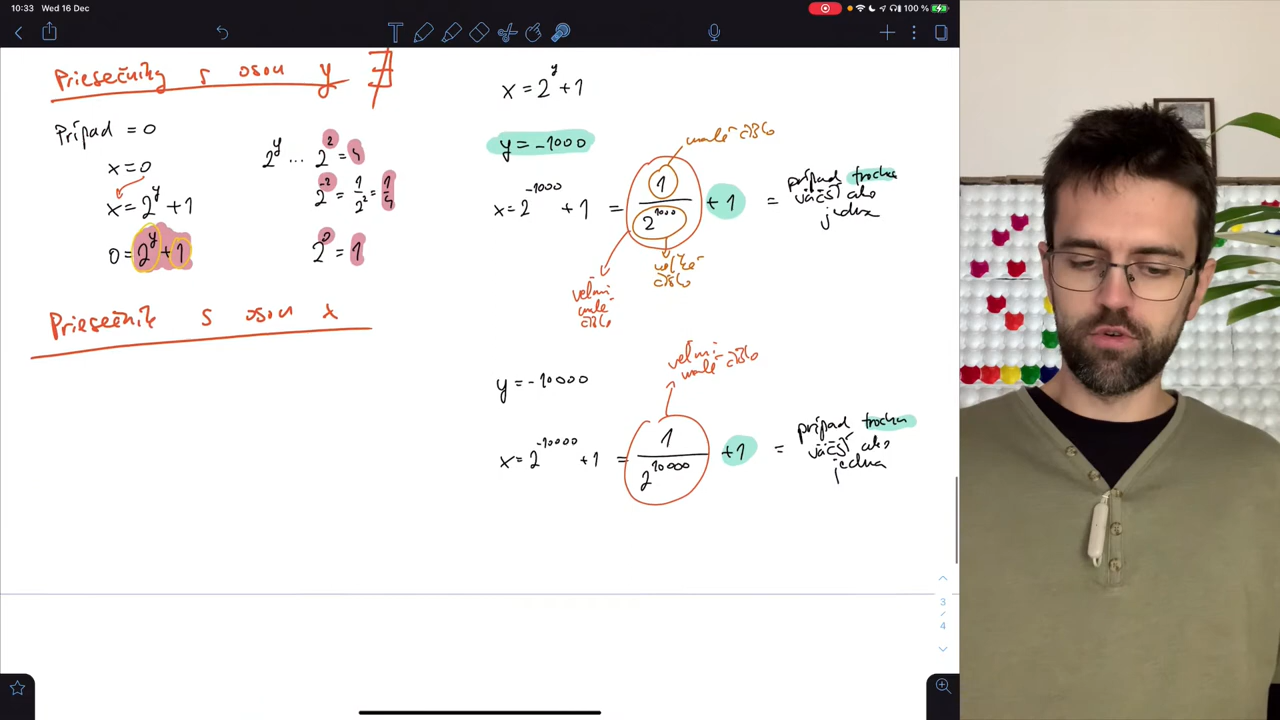 10:33 Wed 16 Dec
100 %
Priesečníky s osou y ∄
Prípad = 0
x = 0
x = 2^y + 1
0 = 2^y + 1
2^y ... 2^2 = 4
2^-2 = 1/2^2 = 1/4
2^0 = 1
Priesečník s osou x
x = 2^y + 1
y = -1000
malé číslo
x = 2^-1000 + 1 = 1/2^1000 + 1 = prípad trochu
väčší ako
jedna
veľké
číslo
veľmi
malé
číslo
veľmi
malé číslo
y = -10000
x = 2^-10000 + 1 = 1/2^10000 + 1 = prípad trochu
väčší ako
jedna
3
/
4